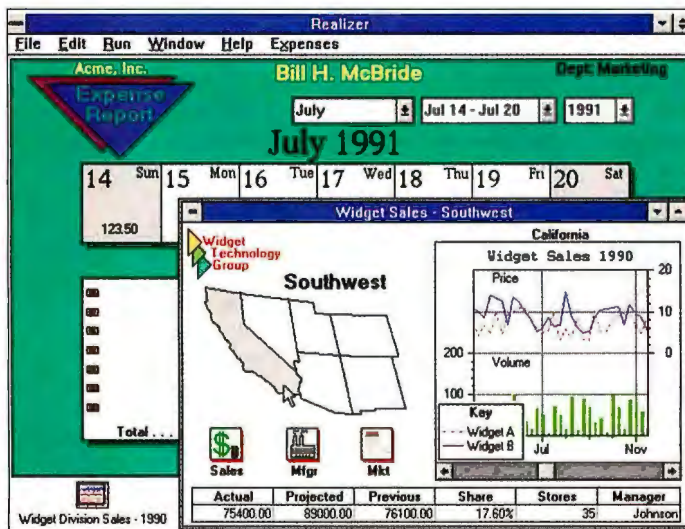 Realizer
File Edit Run Window Help Expenses
Acme, Inc.
Expense
Report
Bill H. McBride
Dept: Marketing
July
Jul 14 - Jul 20
1991
July 1991
14 Sun 15 Mon 16 Tue 17 Wed 18 Thu 19 Fri 20 Sat
123.50
Widget Sales - Southwest
Widget
Technology
Group
Southwest
California
Widget Sales 1990
Price
20
10
0
200
Volume
100
Key
Widget A
Widget B
Jul
Nov
Sales
Mfgr
Mkt
Total . . .
Widget Division Sales - 1990
Actual Projected Previous Share Stores Manager
75400.00 89000.00 76100.00 17.60% 35 Johnson